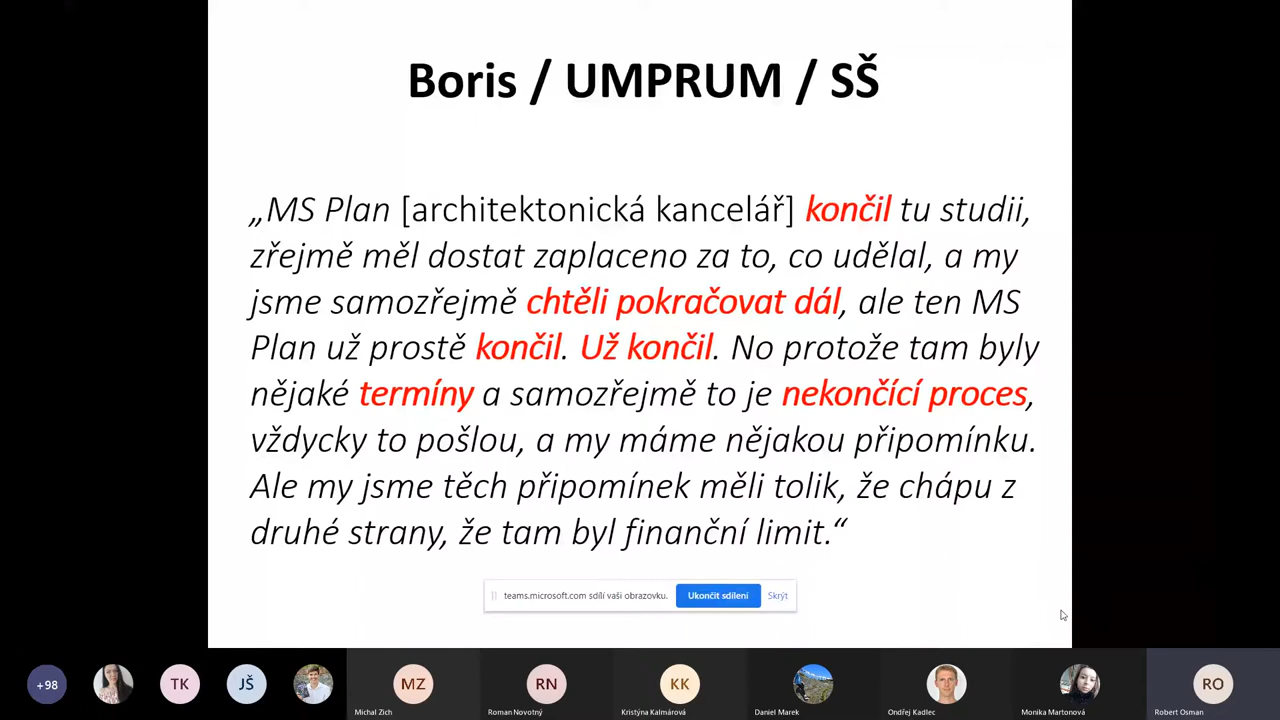 Boris / UMPRUM / SŠ
„MS Plan [architektonická kancelář] končil tu studii,
zřejmě měl dostat zaplaceno za to, co udělal, a my
jsme samozřejmě chtěli pokračovat dál, ale ten MS
Plan už prostě končil. Už končil. No protože tam byly
nějaké termíny a samozřejmě to je nekončící proces,
vždycky to pošlou, a my máme nějakou připomínku.
Ale my jsme těch připomínek měli tolik, že chápu z
druhé strany, že tam byl finanční limit.“
teams.microsoft.com sdílí vaši obrazovku. Ukončit sdílení Skrýt
+98 TK JŠ MZ RN KK RO
Michal Zich Roman Novotný Kristýna Kalmárová Daniel Marek Ondřej Kadlec Monika Martonová Robert Osman